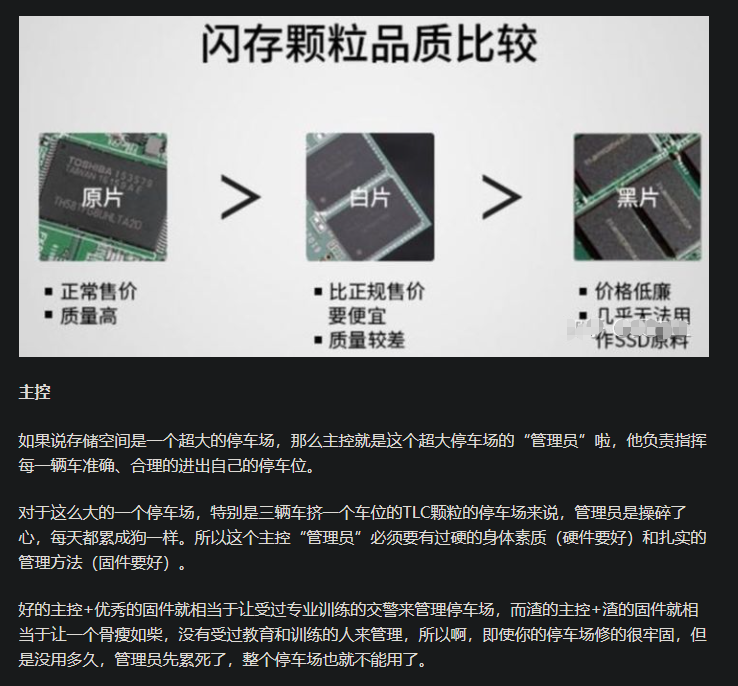 闪存颗粒品质比较
TOSHIBA
TAIWAN
原片
>
白片
>
黑片
▪ 正常售价
▪ 质量高
▪ 比正规售价
要便宜
▪ 质量较差
▪ 价格低廉
▪ 几乎无法用
作SSD原料
主控
如果说存储空间是一个超大的停车场，那么主控就是这个超大停车场的“管理员”啦，他负责指挥
每一辆车准确、合理的进出自己的停车位。
对于这么大的一个停车场，特别是三辆车挤一个车位的TLC颗粒的停车场来说，管理员是操碎了
心，每天都累成狗一样。所以这个主控“管理员”必须要有过硬的身体素质（硬件要好）和扎实的
管理方法（固件要好）。
好的主控+优秀的固件就相当于让受过专业训练的交警来管理停车场，而渣的主控+渣的固件就相
当于让一个骨瘦如柴，没有受过教育和训练的人来管理，所以啊，即使你的停车场修的很牢固，但
是没用多久，管理员先累死了，整个停车场也就不能用了。